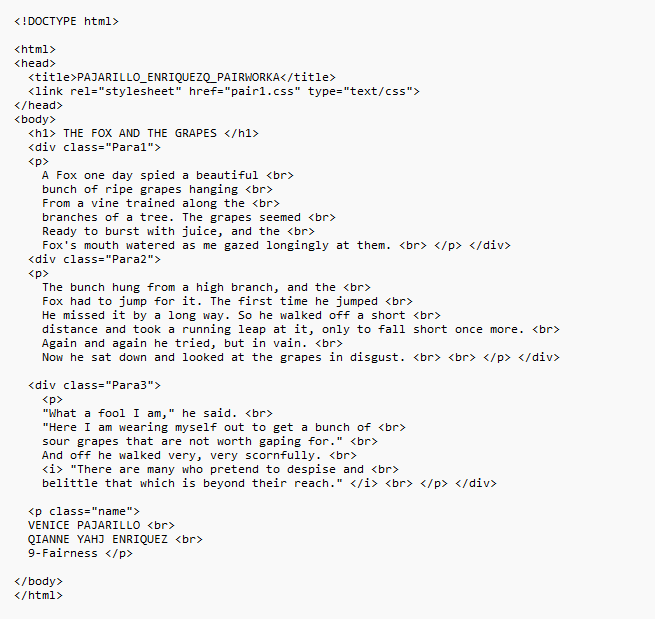 <!DOCTYPE html>
<html>
<head>
<title>PAJARILLO_ENRIQUEZQ_PAIRWORKA</title>
<link rel="stylesheet" href="pair1.css" type="text/css">
</head>
<body>
<h1> THE FOX AND THE GRAPES </h1>
<div class="Para1">
<p>
A Fox one day spied a beautiful <br>
bunch of ripe grapes hanging <br>
From a vine trained along the <br>
branches of a tree. The grapes seemed <br>
Ready to burst with juice, and the <br>
Fox's mouth watered as me gazed longingly at them. <br> </p> </div>
<div class="Para2">
<p>
The bunch hung from a high branch, and the <br>
Fox had to jump for it. The first time he jumped <br>
He missed it by a long way. So he walked off a short <br>
distance and took a running leap at it, only to fall short once more. <br>
Again and again he tried, but in vain. <br>
Now he sat down and looked at the grapes in disgust. <br> <br> </p> </div>
<div class="Para3">
<p>
"What a fool I am," he said. <br>
"Here I am wearing myself out to get a bunch of <br>
sour grapes that are not worth gaping for." <br>
And off he walked very, very scornfully. <br>
<i> "There are many who pretend to despise and <br>
belittle that which is beyond their reach." </i> <br> </p> </div>
<p class="name">
VENICE PAJARILLO <br>
QIANNE YAHJ ENRIQUEZ <br>
9-Fairness </p>
</body>
</html>